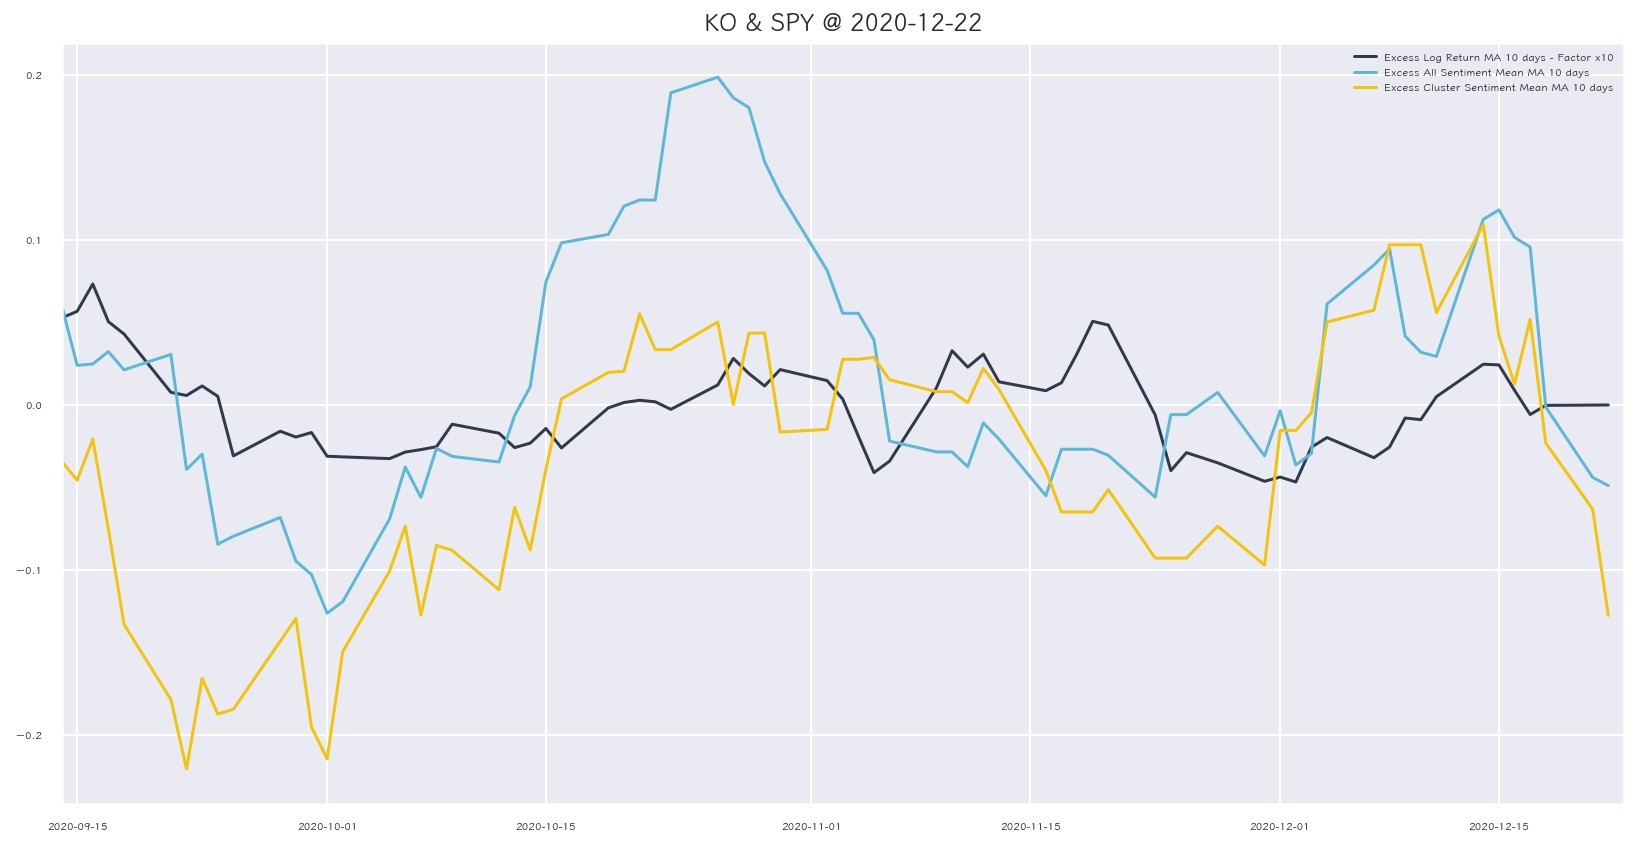 KO & SPY @ 2020-12-22
Excess Log Return MA 10 days - Factor x10
Excess All Sentiment Mean MA 10 days
Excess Cluster Sentiment Mean MA 10 days
0.2
0.1
0.0
−0.1
−0.2
2020-09-15 2020-10-01 2020-10-15 2020-11-01 2020-11-15 2020-12-01 2020-12-15